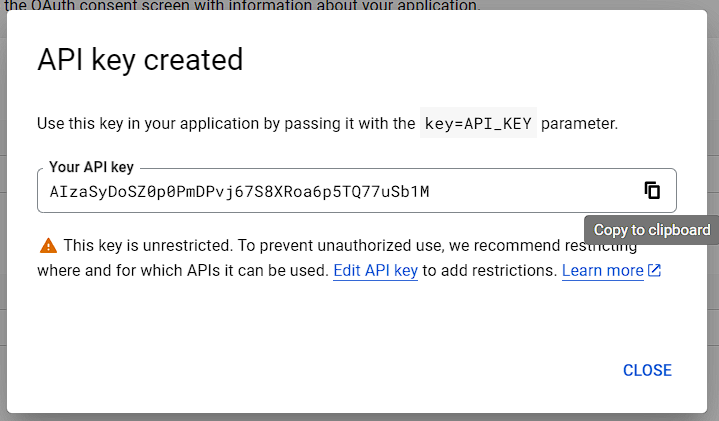 the OAuth consent screen with information about your application.
API key created
Use this key in your application by passing it with the key=API_KEY parameter.
Your API key
AIzaSyDoSZ0p0PmDPvj67S8XRoa6p5TQ77uSb1M
Copy to clipboard
This key is unrestricted. To prevent unauthorized use, we recommend restricting
where and for which APIs it can be used. Edit API key to add restrictions. Learn more
CLOSE